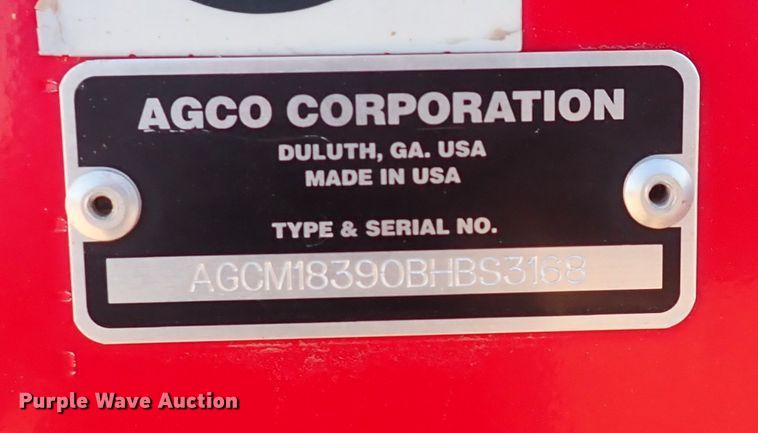 AGCO CORPORATION
DULUTH, GA. USA
MADE IN USA
TYPE & SERIAL NO.
AGCM18390BHBS3168
Purple Wave Auction